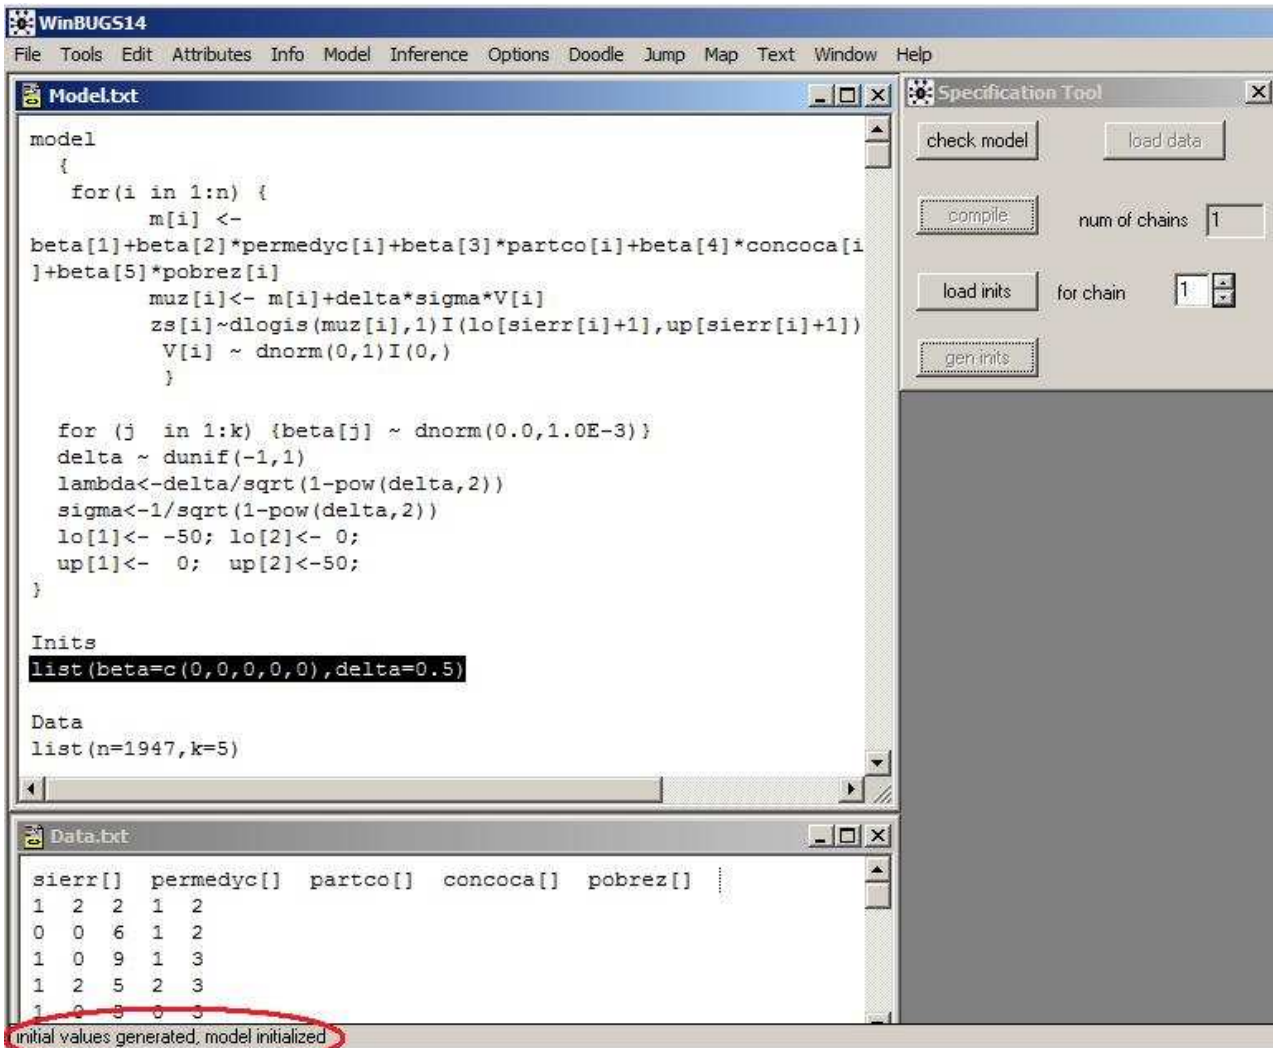 WinBUGS14
File Tools Edit Attributes Info Model Inference Options Doodle Jump Map Text Window Help
Model.txt
model
{
for(i in 1:n) {
m[i] <-
beta[1]+beta[2]*permedyc[i]+beta[3]*partco[i]+beta[4]*concoca[i
]+beta[5]*pobrez[i]
muz[i]<- m[i]+delta*sigma*V[i]
zs[i]~dlogis(muz[i],1)I(lo[sierr[i]+1],up[sierr[i]+1])
V[i] ~ dnorm(0,1)I(0,)
}
for (j in 1:k) {beta[j] ~ dnorm(0.0,1.0E-3)}
delta ~ dunif(-1,1)
lambda<-delta/sqrt(1-pow(delta,2))
sigma<-1/sqrt(1-pow(delta,2))
lo[1]<- -50; lo[2]<- 0;
up[1]<- 0; up[2]<-50;
}
Inits
list(beta=c(0,0,0,0,0),delta=0.5)
Data
list(n=1947,k=5)
Specification Tool
check model load data
compile num of chains 1
load inits for chain 1
gen inits
Data.txt
sierr[] permedyc[] partco[] concoca[] pobrez[]
1 2 2 1 2
0 0 6 1 2
1 0 9 1 3
1 2 5 2 3
1 0 3 0 3
initial values generated, model initialized